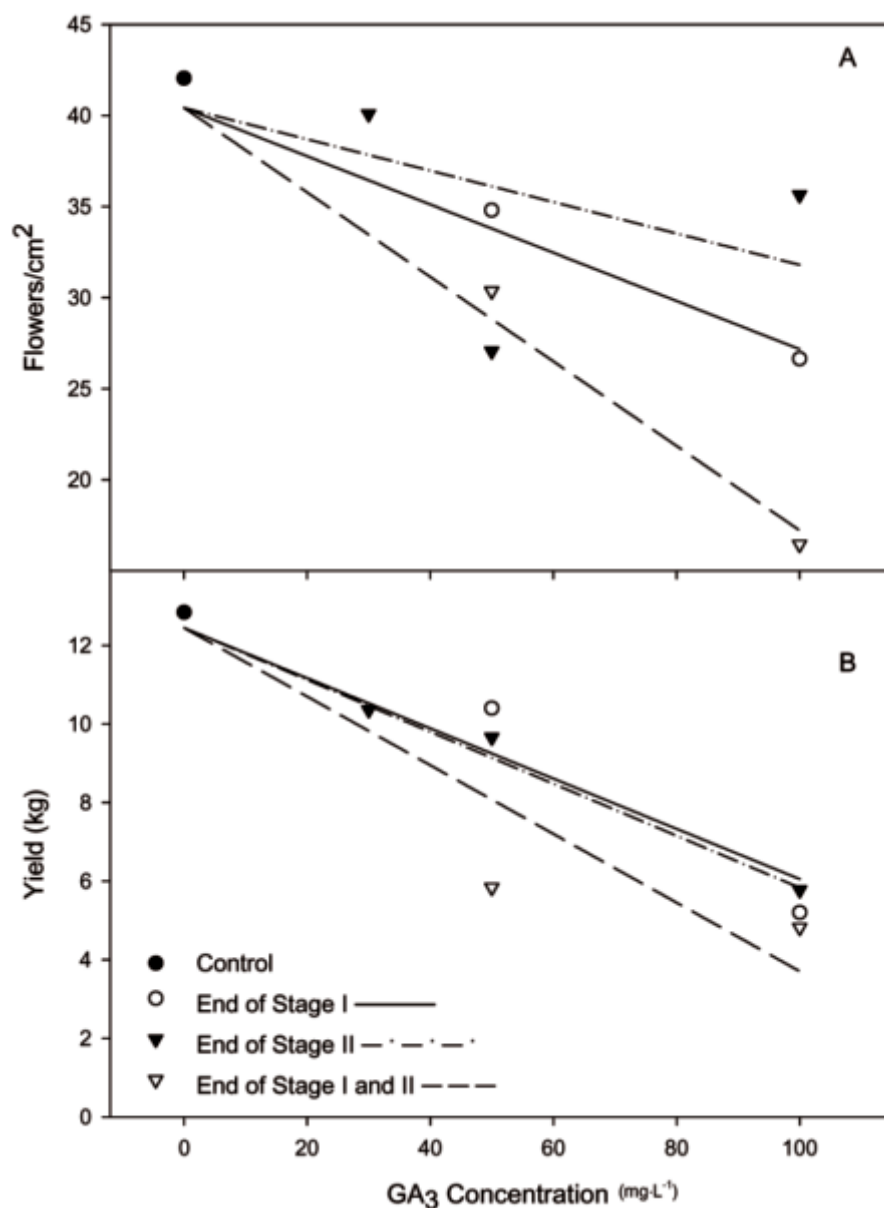 A
45
40
35
30
25
20
Flowers/cm²
B
12
10
8
6
4
2
0
Yield (kg)
Control
End of Stage I
End of Stage II
End of Stage I and II
0 20 40 60 80 100
GA₃ Concentration (mg·L⁻¹)